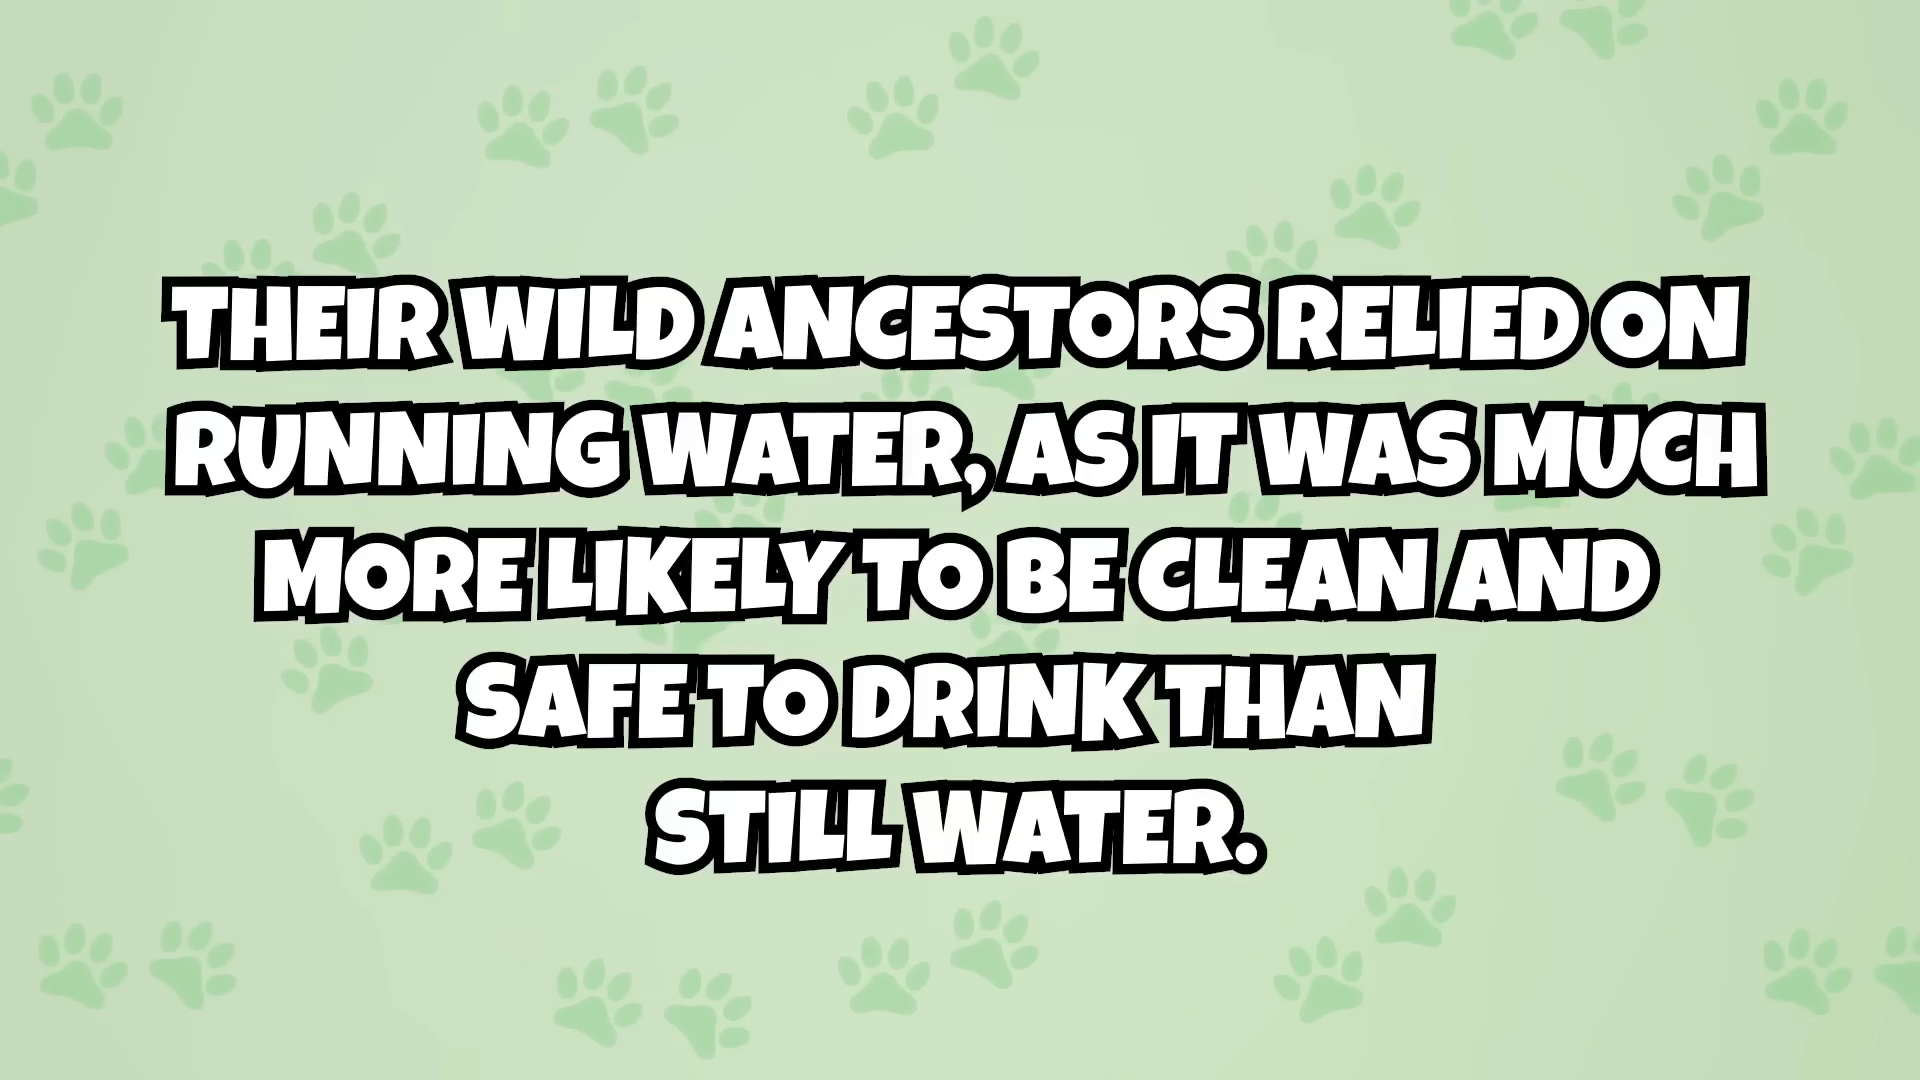 THEIR WILD ANCESTORS RELIED ON
RUNNING WATER, AS IT WAS MUCH
MORE LIKELY TO BE CLEAN AND
SAFE TO DRINK THAN
STILL WATER.